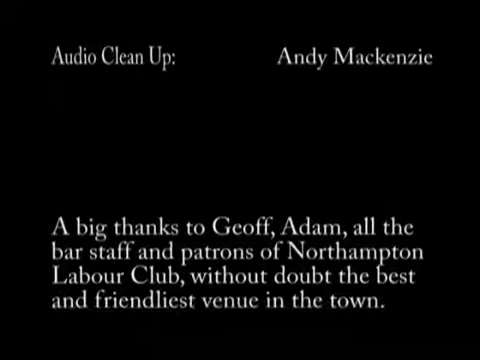 Audio Clean Up: Andy Mackenzie
A big thanks to Geoff, Adam, all the
bar staff and patrons of Northampton
Labour Club, without doubt the best
and friendliest venue in the town.